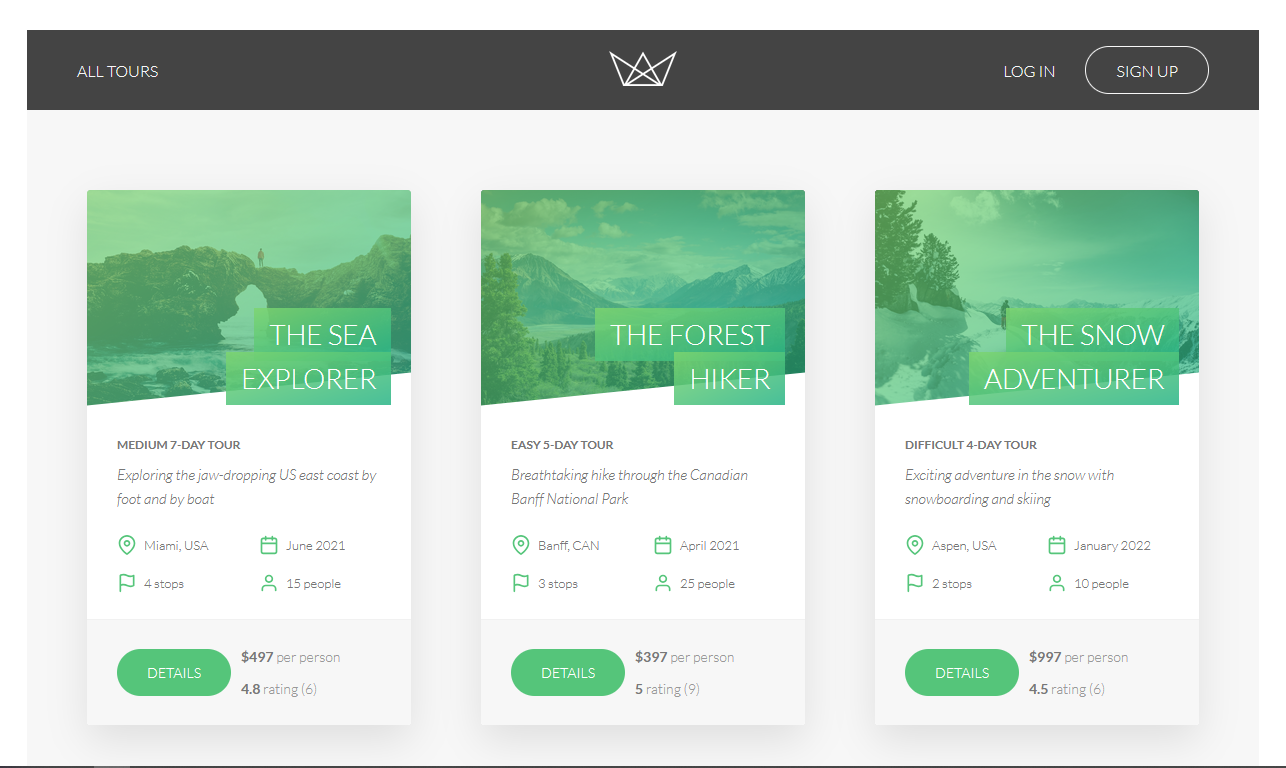 ALL TOURS
LOG IN
SIGN UP
THE SEA
EXPLORER
MEDIUM 7-DAY TOUR
Exploring the jaw-dropping US east coast by
foot and by boat
Miami, USA
June 2021
4 stops
15 people
DETAILS
$497 per person
4.8 rating (6)
THE FOREST
HIKER
EASY 5-DAY TOUR
Breathtaking hike through the Canadian
Banff National Park
Banff, CAN
April 2021
3 stops
25 people
DETAILS
$397 per person
5 rating (9)
THE SNOW
ADVENTURER
DIFFICULT 4-DAY TOUR
Exciting adventure in the snow with
snowboarding and skiing
Aspen, USA
January 2022
2 stops
10 people
DETAILS
$997 per person
4.5 rating (6)